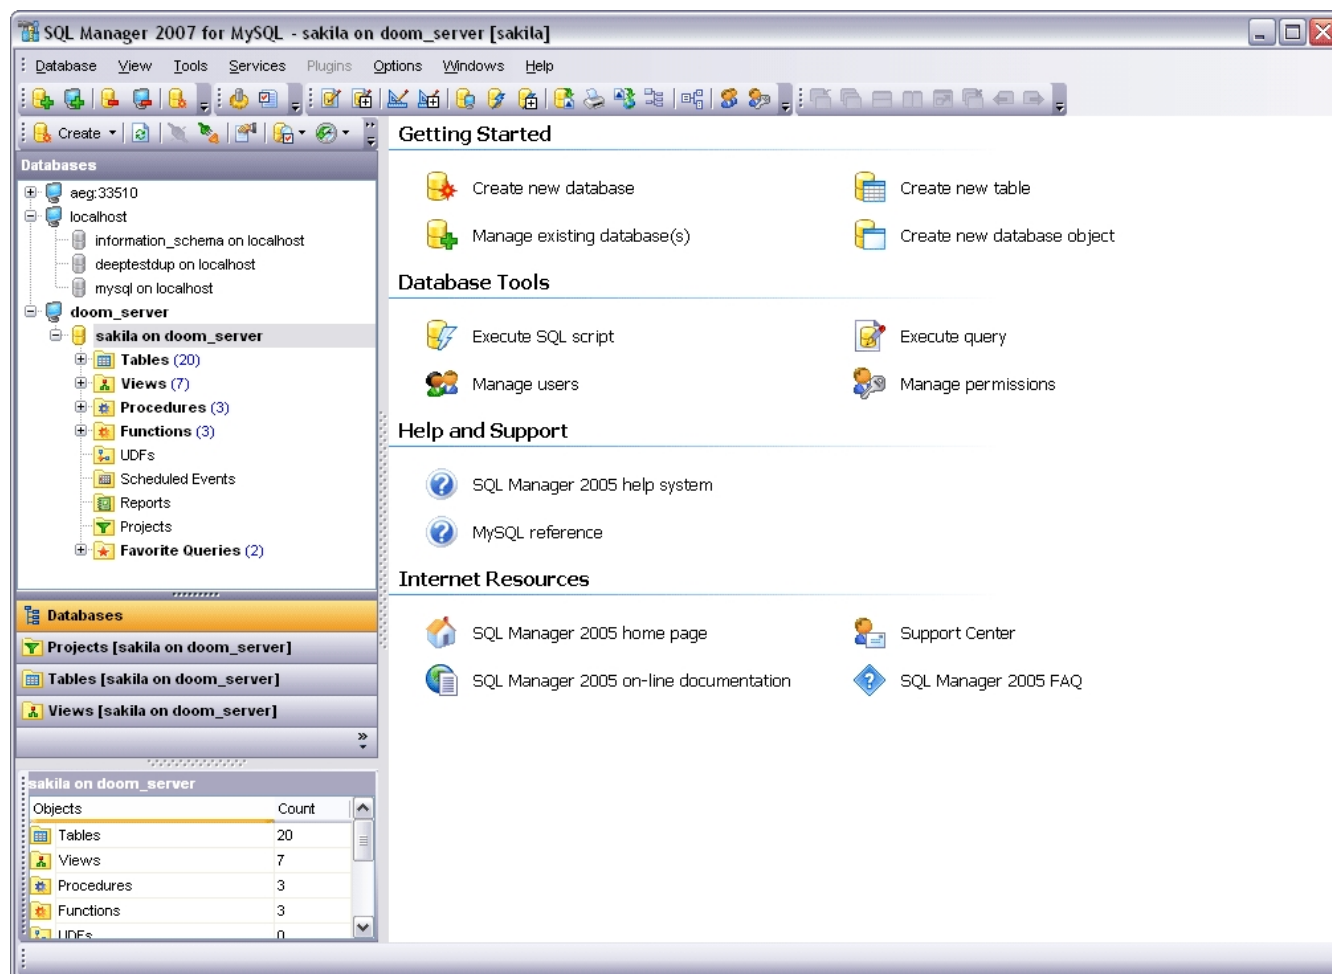 SQL Manager 2007 for MySQL - sakila on doom_server [sakila]
Database View Tools Services Plugins Options Windows Help
Create
Databases
aeg:33510
localhost
information_schema on localhost
deeptestdup on localhost
mysql on localhost
doom_server
sakila on doom_server
Tables (20)
Views (7)
Procedures (3)
Functions (3)
UDFs
Scheduled Events
Reports
Projects
Favorite Queries (2)
Databases
Projects [sakila on doom_server]
Tables [sakila on doom_server]
Views [sakila on doom_server]
sakila on doom_server
Objects Count
Tables 20
Views 7
Procedures 3
Functions 3
UDFs 0
Getting Started
Create new database Create new table
Manage existing database(s) Create new database object
Database Tools
Execute SQL script Execute query
Manage users Manage permissions
Help and Support
SQL Manager 2005 help system
MySQL reference
Internet Resources
SQL Manager 2005 home page Support Center
SQL Manager 2005 on-line documentation SQL Manager 2005 FAQ